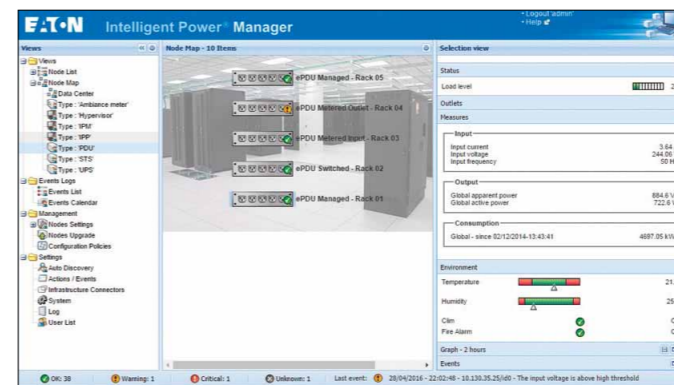 EATON Intelligent Power® Manager
• Logout 'admin'
• Help
Views
Node Map - 10 Items
Selection view
Views
Node List
Node Map
Data Center
Type : 'Ambiance meter'
Type : 'Hypervisor'
Type : 'IPM'
Type : 'IPP'
Type : 'PDU'
Type : 'STS'
Type : 'UPS'
Events Logs
Events List
Events Calendar
Management
Nodes Settings
Nodes Upgrade
Configuration Policies
Settings
Auto Discovery
Actions / Events
Infrastructure Connectors
System
Log
User List
ePDU Managed - Rack 05
ePDU Metered Outlet - Rack 04
ePDU Metered Input - Rack 03
ePDU Switched - Rack 02
ePDU Managed - Rack 01
Status
Load level
Outlets
Measures
Input
Input current 3.64
Input voltage 244.06
Input frequency 50 H
Output
Global apparent power 884.6 V
Global active power 722.6
Consumption
Global - since 02/12/2014-13:43:41 4697.05 kW
Environment
Temperature 21.
Humidity 25
Clim
Fire Alarm
Graph - 2 hours
Events
OK: 38 Warning: 1 Critical: 1 Unknown: 1 Last event: 28/04/2016 - 22:02:48 - 10.130.35.25/id0 - The input voltage is above high threshold